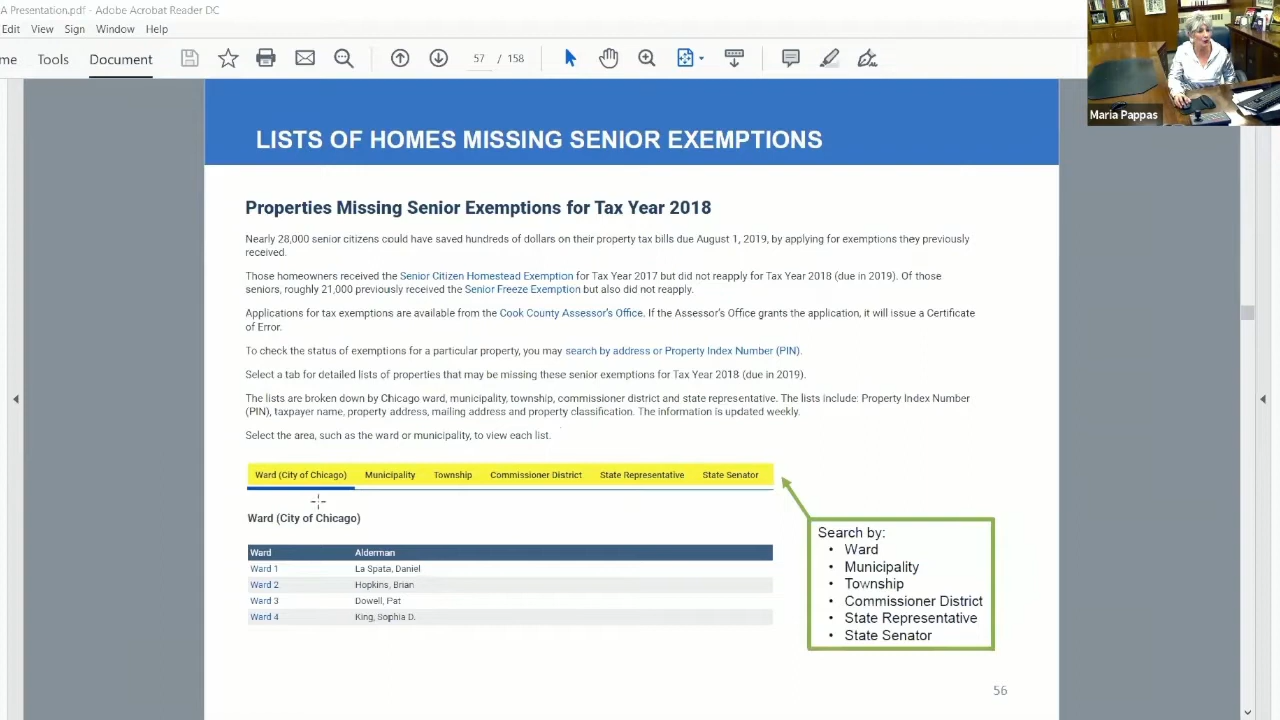 A Presentation.pdf - Adobe Acrobat Reader DC
Edit View Sign Window Help
me Tools Document 57 / 158
Maria Pappas
LISTS OF HOMES MISSING SENIOR EXEMPTIONS
Properties Missing Senior Exemptions for Tax Year 2018
Nearly 28,000 senior citizens could have saved hundreds of dollars on their property tax bills due August 1, 2019, by applying for exemptions they previously
received.
Those homeowners received the Senior Citizen Homestead Exemption for Tax Year 2017 but did not reapply for Tax Year 2018 (due in 2019). Of those
seniors, roughly 21,000 previously received the Senior Freeze Exemption but also did not reapply.
Applications for tax exemptions are available from the Cook County Assessor's Office. If the Assessor's Office grants the application, it will issue a Certificate
of Error.
To check the status of exemptions for a particular property, you may search by address or Property Index Number (PIN).
Select a tab for detailed lists of properties that may be missing these senior exemptions for Tax Year 2018 (due in 2019).
The lists are broken down by Chicago ward, municipality, township, commissioner district and state representative. The lists include: Property Index Number
(PIN), taxpayer name, property address, mailing address and property classification. The information is updated weekly.
Select the area, such as the ward or municipality, to view each list.
Ward (City of Chicago) Municipality Township Commissioner District State Representative State Senator
Ward (City of Chicago)
Ward Alderman
Ward 1 La Spata, Daniel
Ward 2 Hopkins, Brian
Ward 3 Dowell, Pat
Ward 4 King, Sophia D.
Search by:
• Ward
• Municipality
• Township
• Commissioner District
• State Representative
• State Senator
56